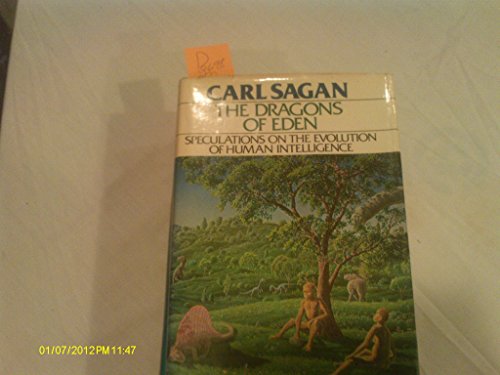 CARL SAGAN
THE DRAGONS
OF EDEN
SPECULATIONS ON THE EVOLUTION
OF HUMAN INTELLIGENCE
01/07/2012 PM 11:47